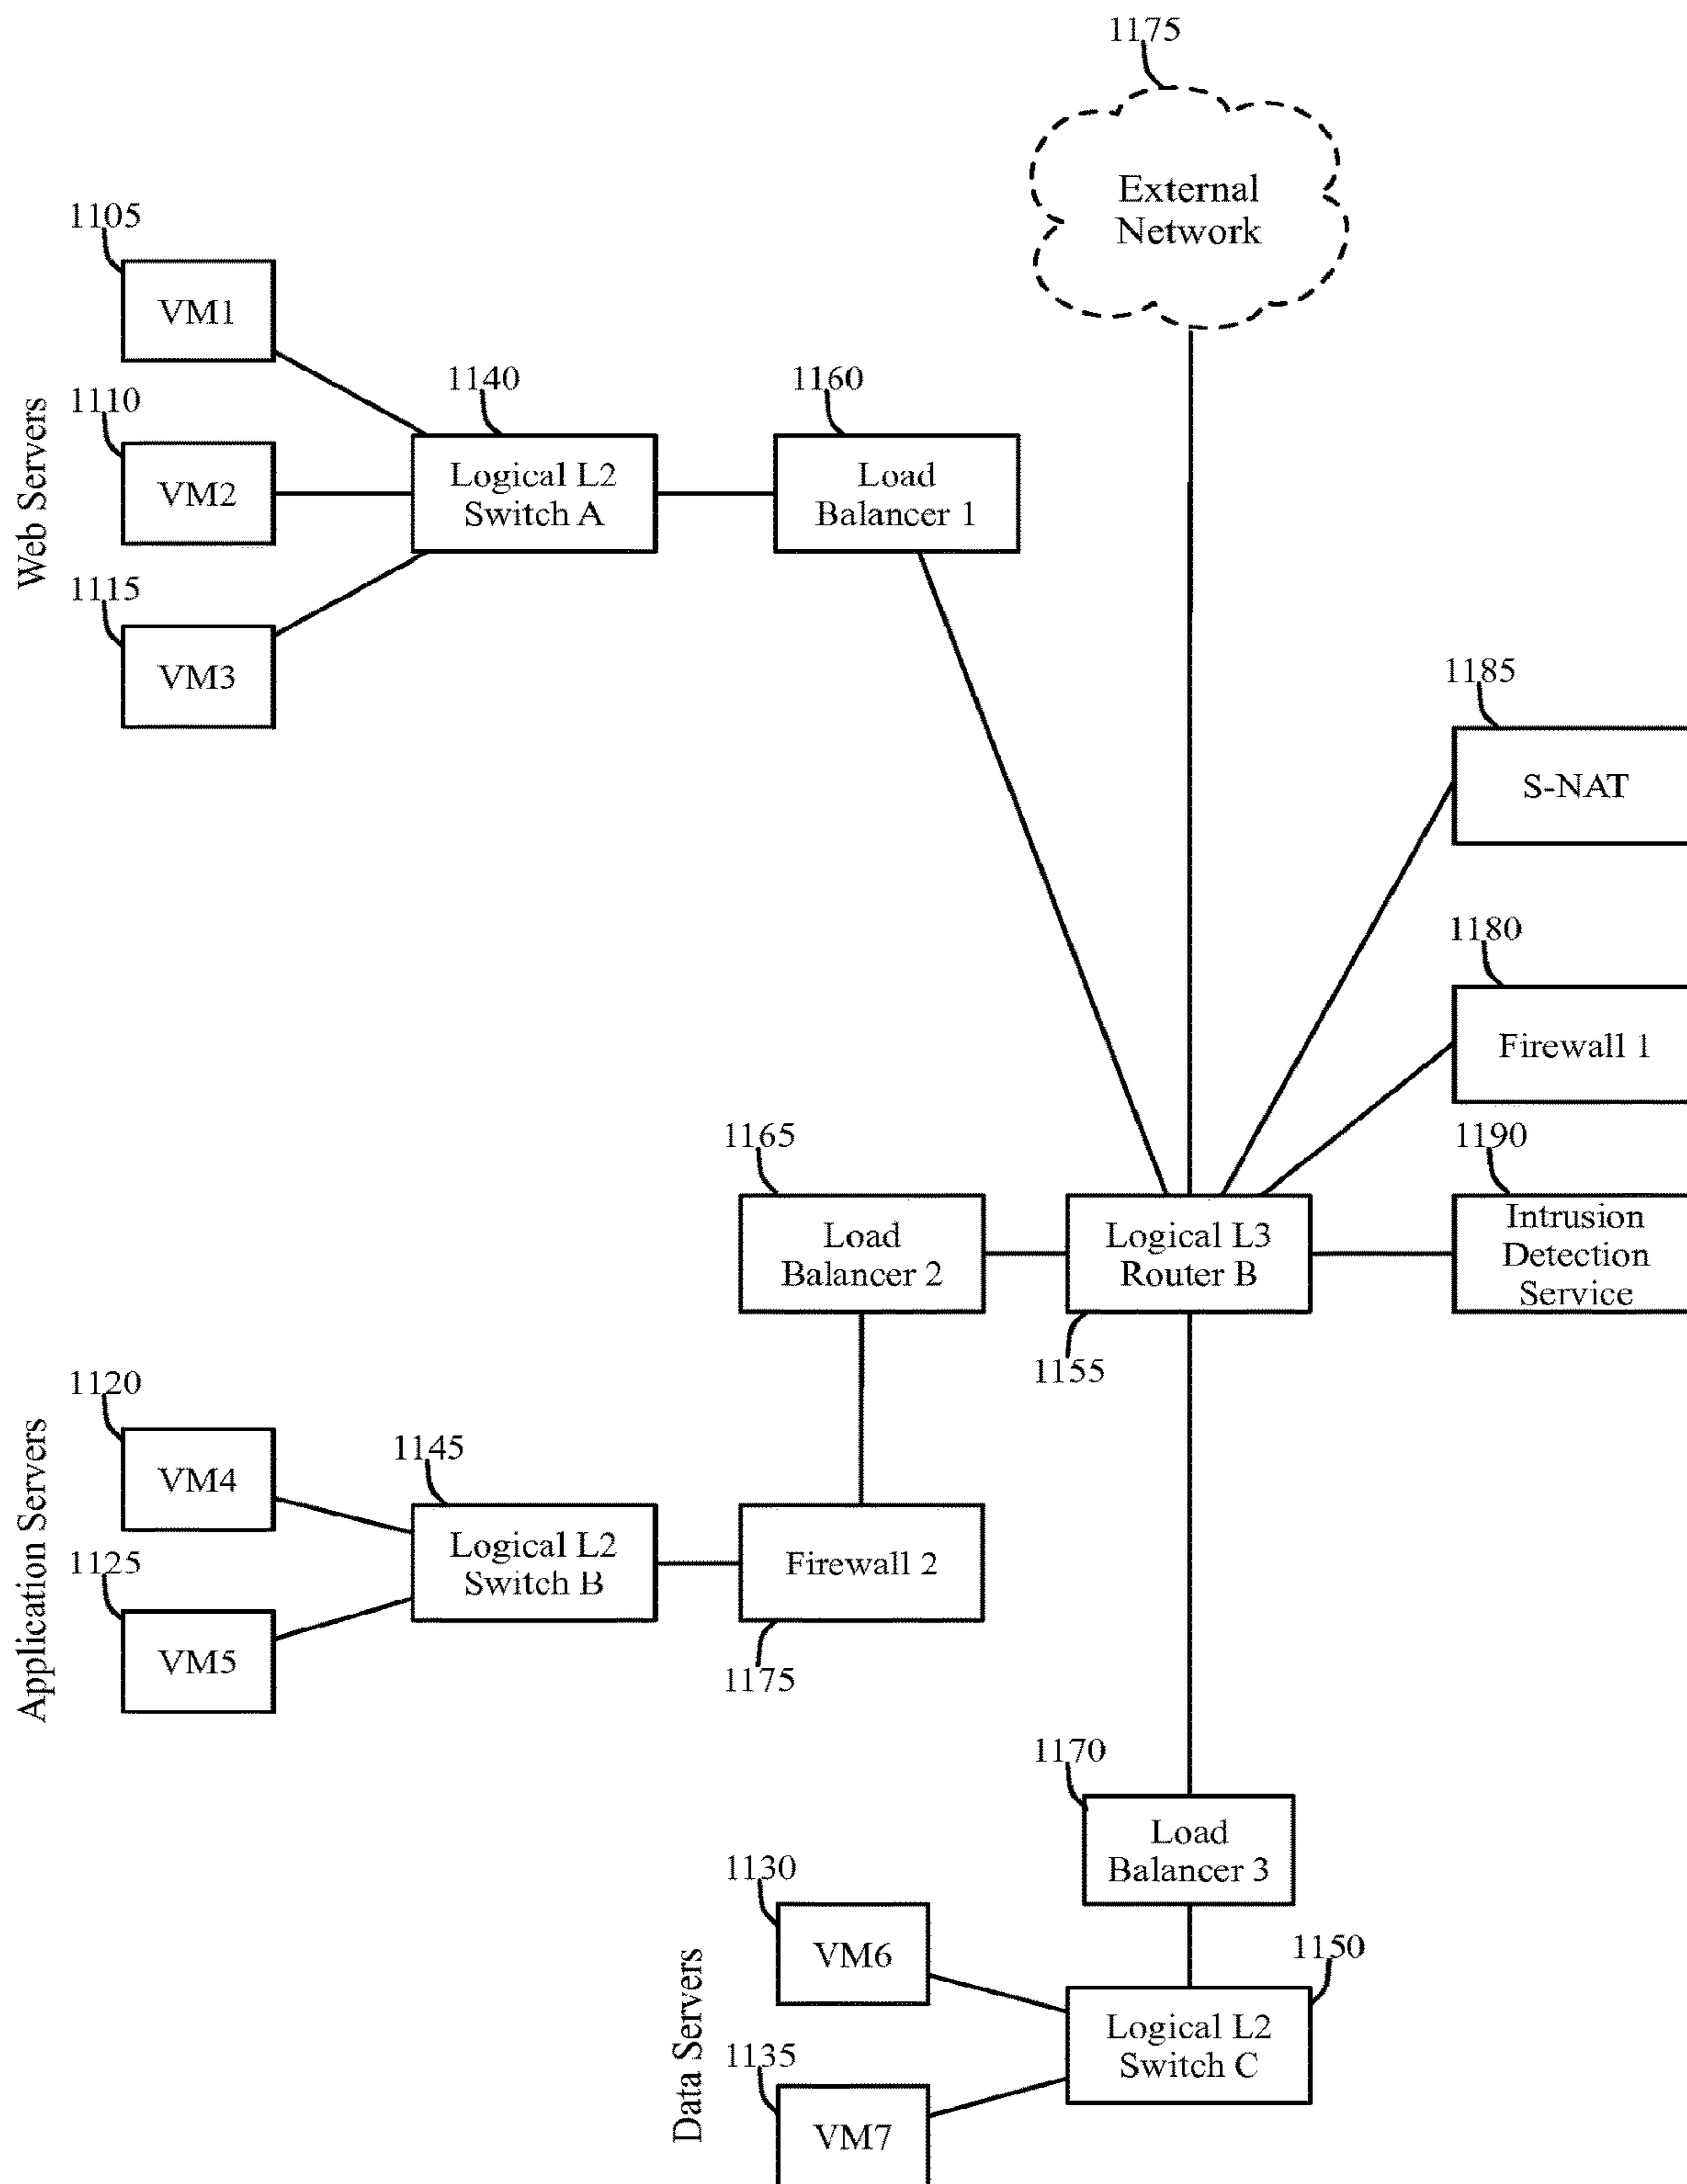 1175
External
Network
1105
VM1
1110
VM2
1115
VM3
Web Servers
1140
Logical L2
Switch A
1160
Load
Balancer 1
1185
S-NAT
1180
Firewall 1
1190
Intrusion
Detection
Service
1165
Load
Balancer 2
Logical L3
Router B
1155
1120
VM4
1125
VM5
Application Servers
1145
Logical L2
Switch B
Firewall 2
1175
1170
Load
Balancer 3
1130
VM6
1135
VM7
Data Servers
1150
Logical L2
Switch C